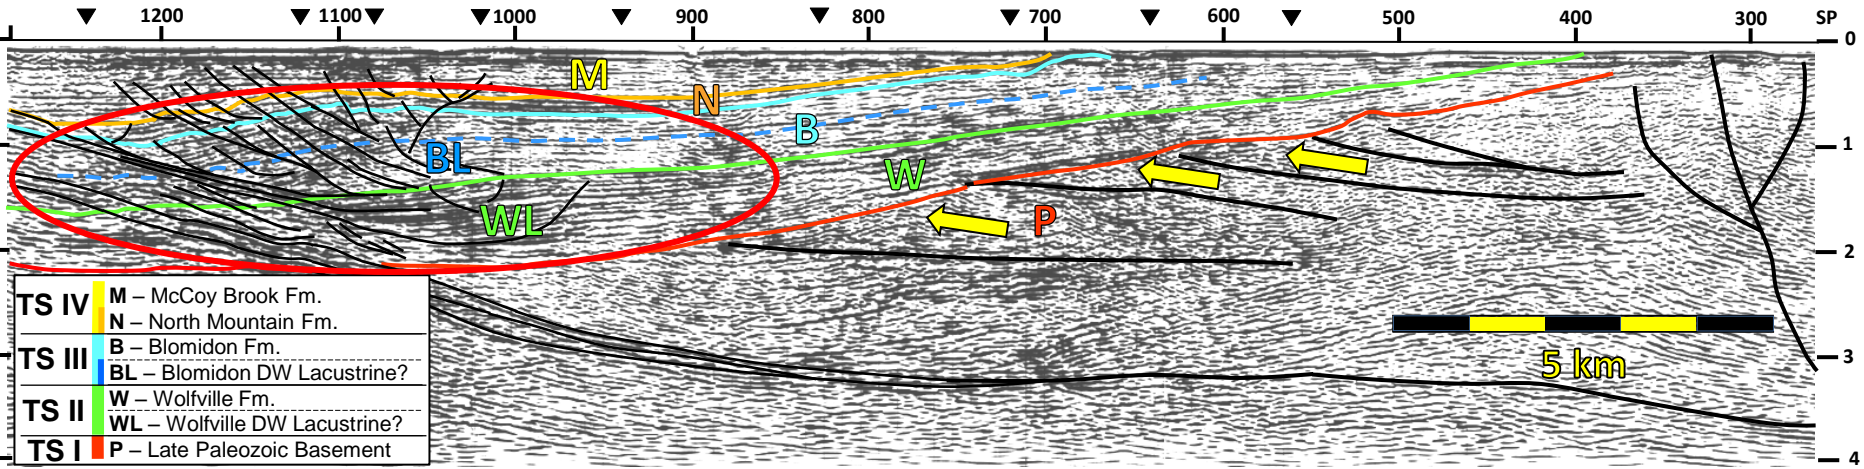 1200 1100 1000 900 800 700 600 500 400 300 SP
0
M
N
B
1
BL
W
WL
P
2
TS IV M – McCoy Brook Fm.
N – North Mountain Fm.
TS III B – Blomidon Fm.
BL – Blomidon DW Lacustrine?
TS II W – Wolfville Fm.
WL – Wolfville DW Lacustrine?
TS I P – Late Paleozoic Basement
3
5 km
4